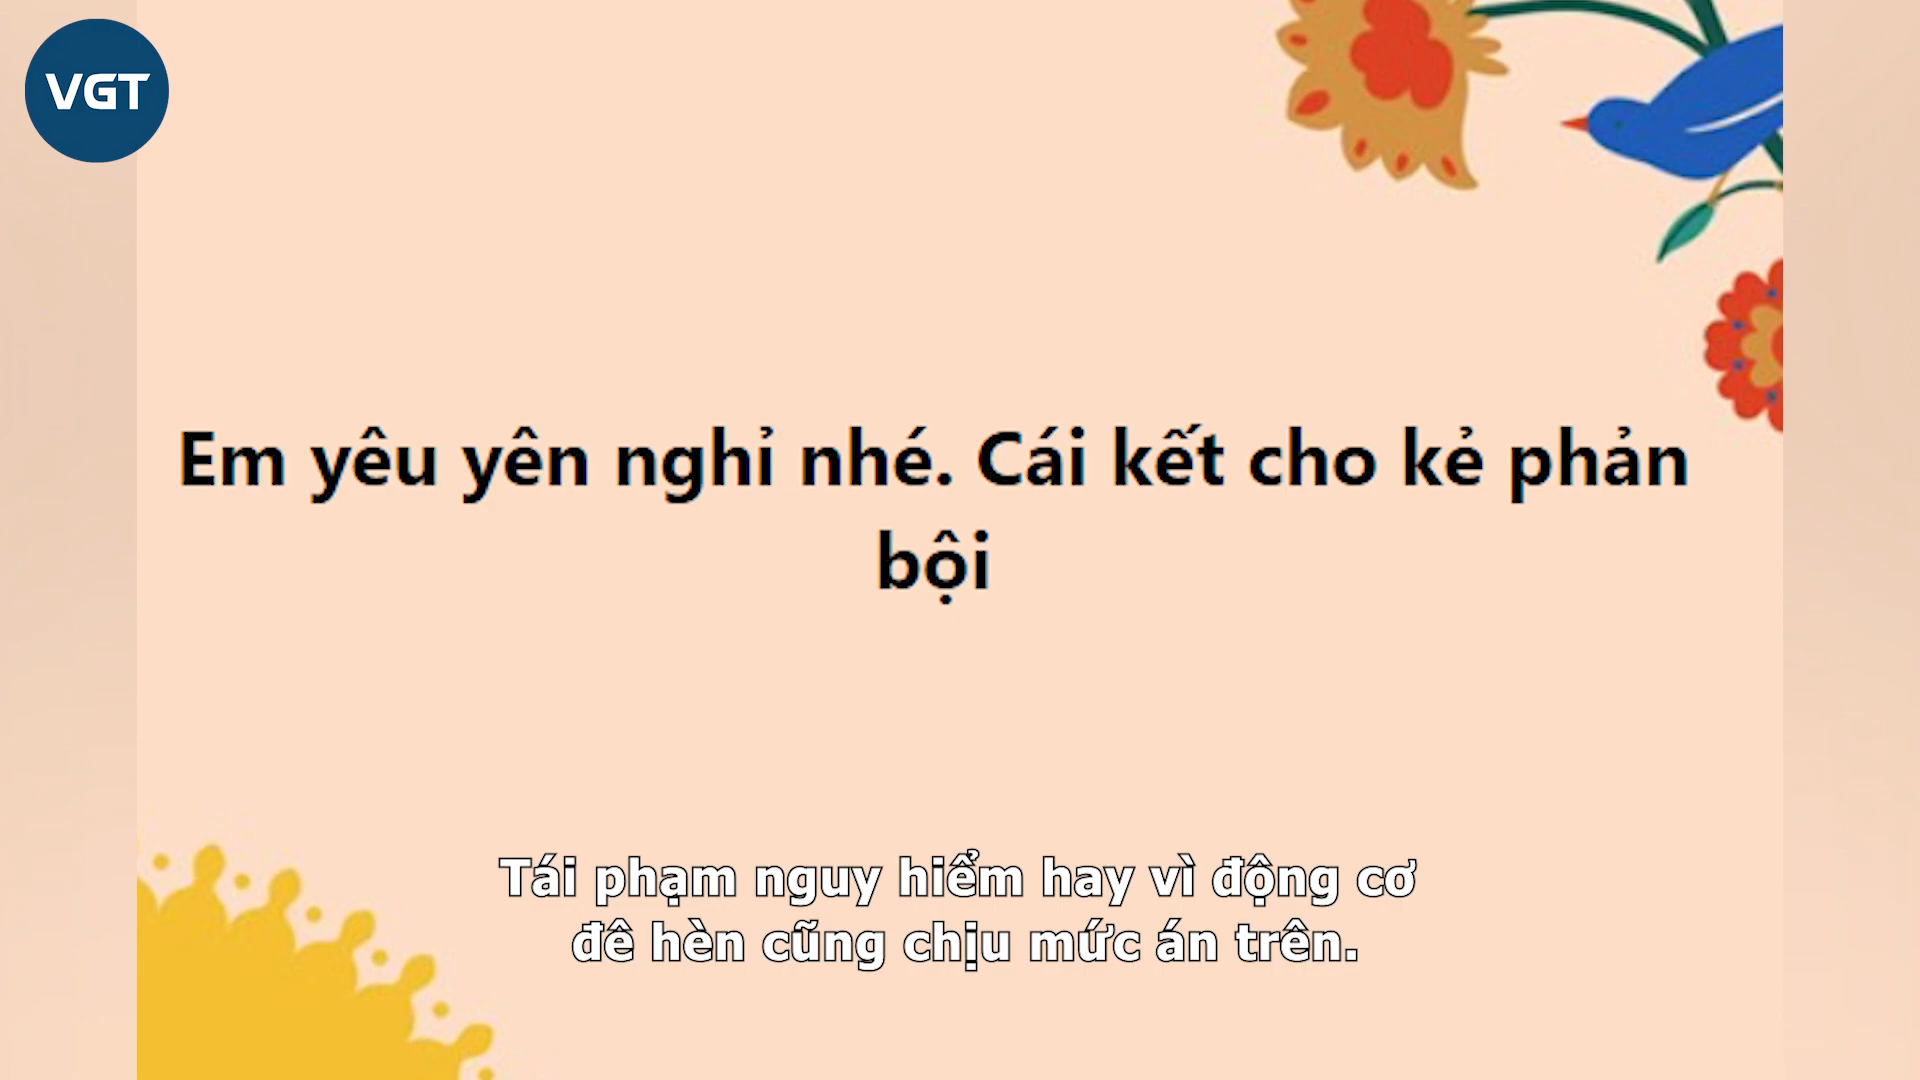 VGT
Em yêu yên nghỉ nhé. Cái kết cho kẻ phản
bội
Tái phạm nguy hiểm hay vì động cơ
đê hèn cũng chịu mức án trên.